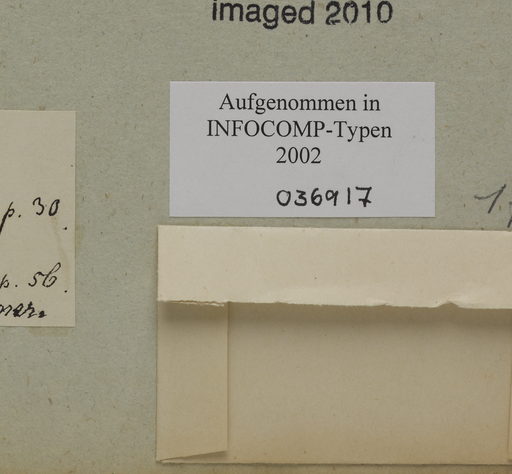 imaged 2010
Aufgenommen in
INFOCOMP-Typen
2002
036917
p. 30.
p. 56.